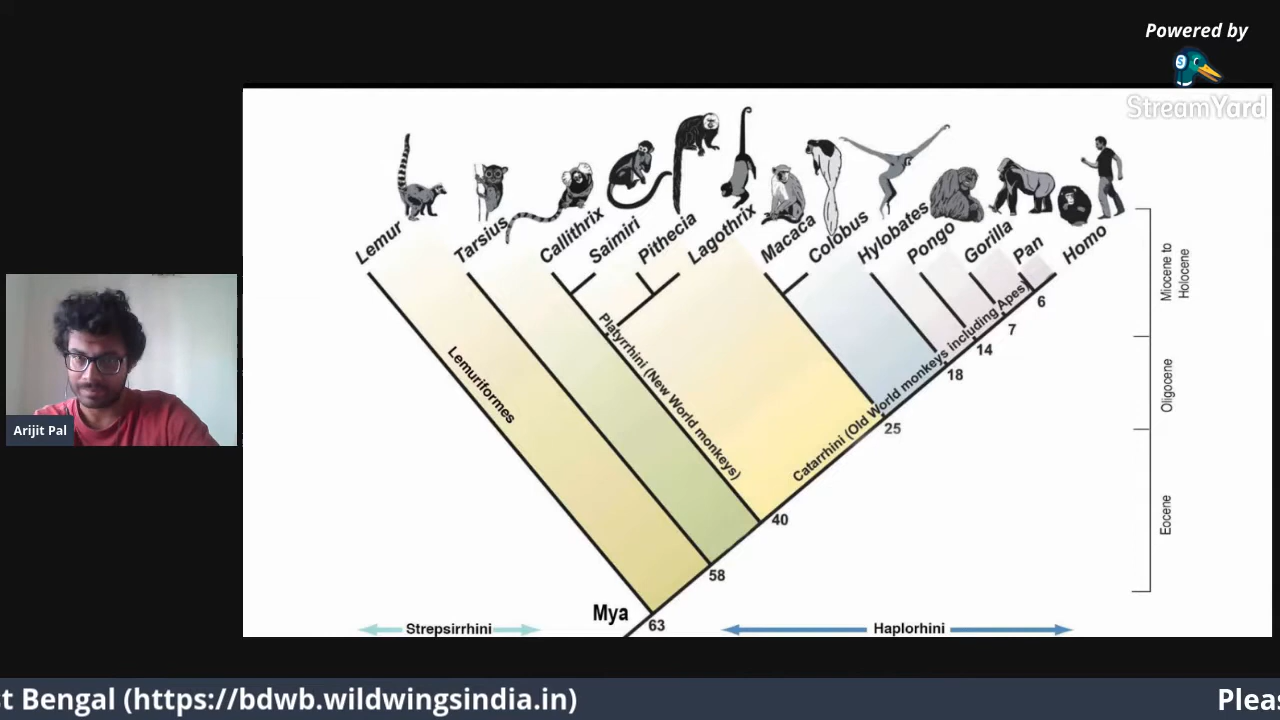 Powered by
StreamYard
Lemur
Tarsius
Callithrix
Saimiri
Pithecia
Lagothrix
Macaca
Colobus
Hylobates
Pongo
Gorilla
Pan
Homo
Lemuriformes
Platyrrhini (New World monkeys)
Catarrhini (Old World monkeys including Apes)
6
7
14
18
25
40
58
63
Mya
Miocene to
Holocene
Oligocene
Eocene
Strepsirrhini
Haplorhini
Arijit Pal
t Bengal (https://bdwb.wildwingsindia.in)
Pleas